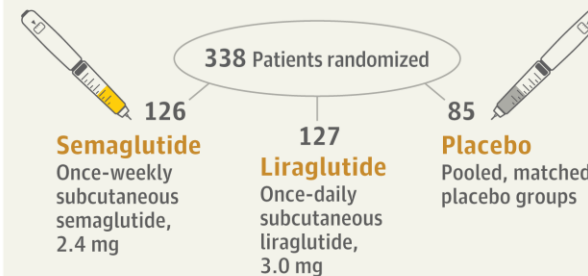 338 Patients randomized
126
Semaglutide
Once-weekly
subcutaneous
semaglutide,
2.4 mg
127
Liraglutide
Once-daily
subcutaneous
liraglutide,
3.0 mg
85
Placebo
Pooled, matched
placebo groups